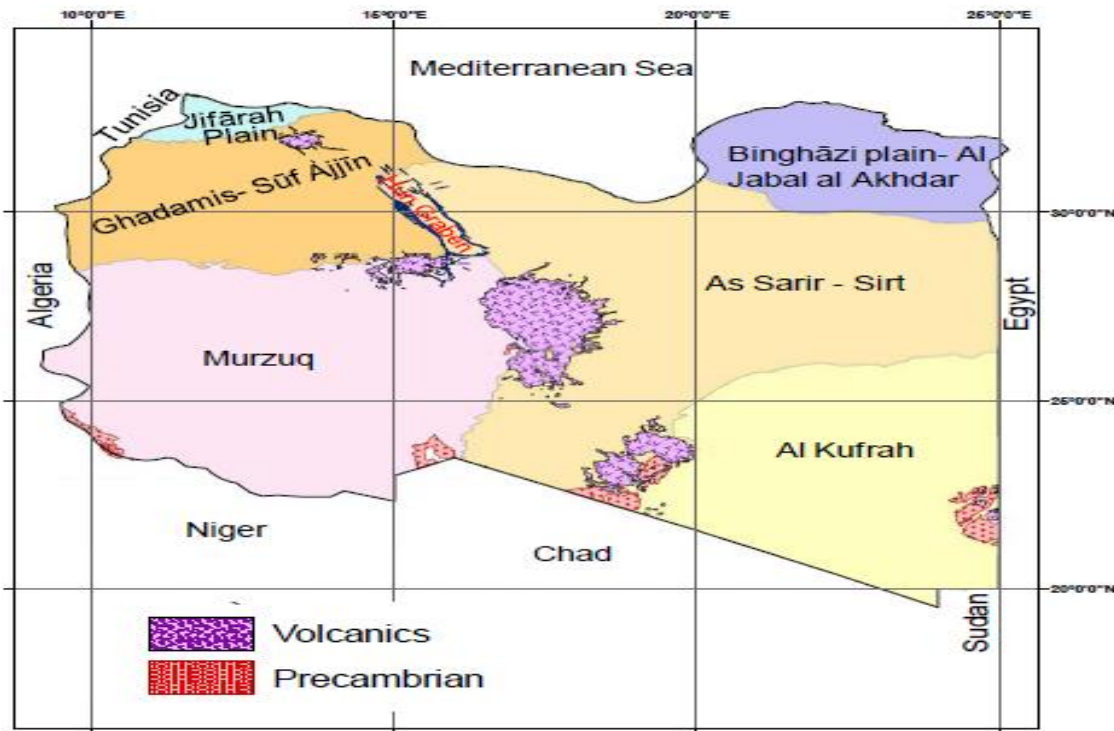 10°0'0"E 15°0'0"E 20°0'0"E 25°0'0"E
Mediterranean Sea
Tunisia
Jifārah
Plain
Binghāzi plain- Al
Jabal al Akhdar
Ghadamis- Sūf Ājjīn
Graben
30°0'0"N
As Sarir - Sirt
Algeria
Egypt
Murzuq
25°0'0"N
Al Kufrah
Niger
Chad
20°0'0"N
Sudan
Volcanics
Precambrian